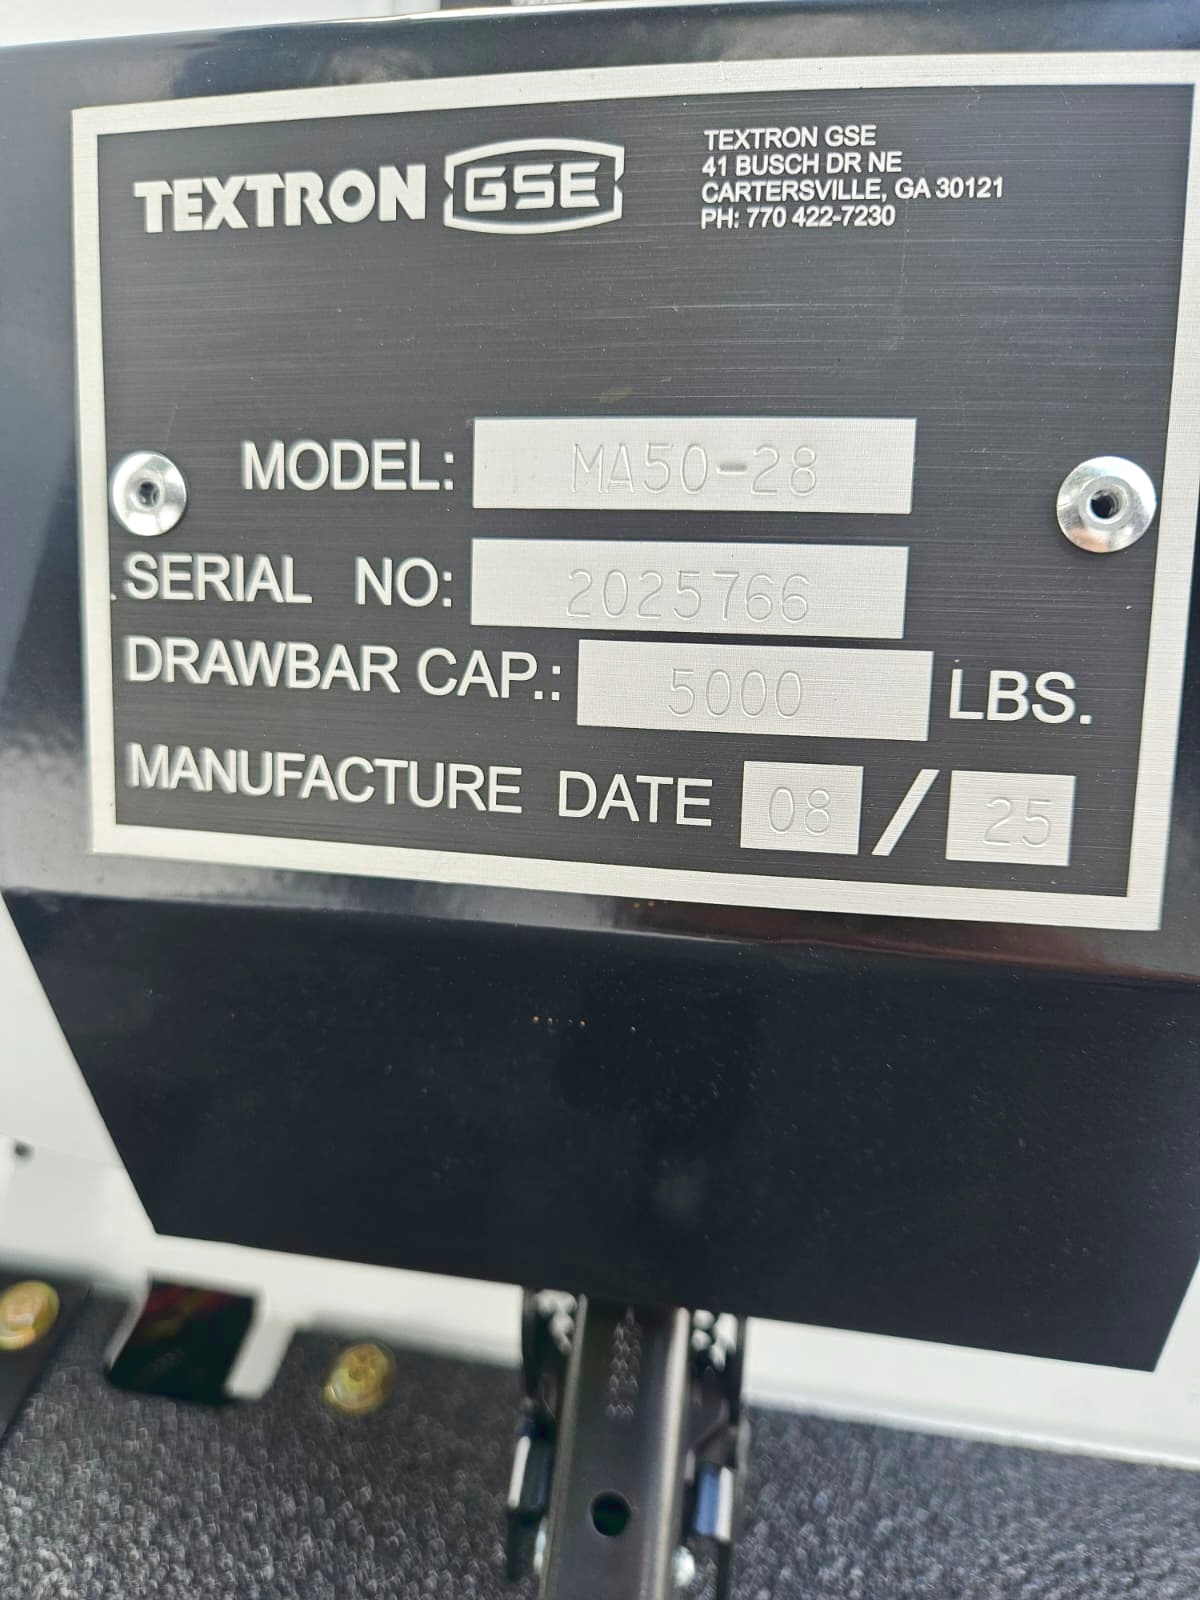 TEXTRON GSE
TEXTRON GSE
41 BUSCH DR NE
CARTERSVILLE, GA 30121
PH: 770 422-7230
MODEL: MA50-28
SERIAL NO: 2025766
DRAWBAR CAP.: 5000 LBS.
MANUFACTURE DATE 08 / 25